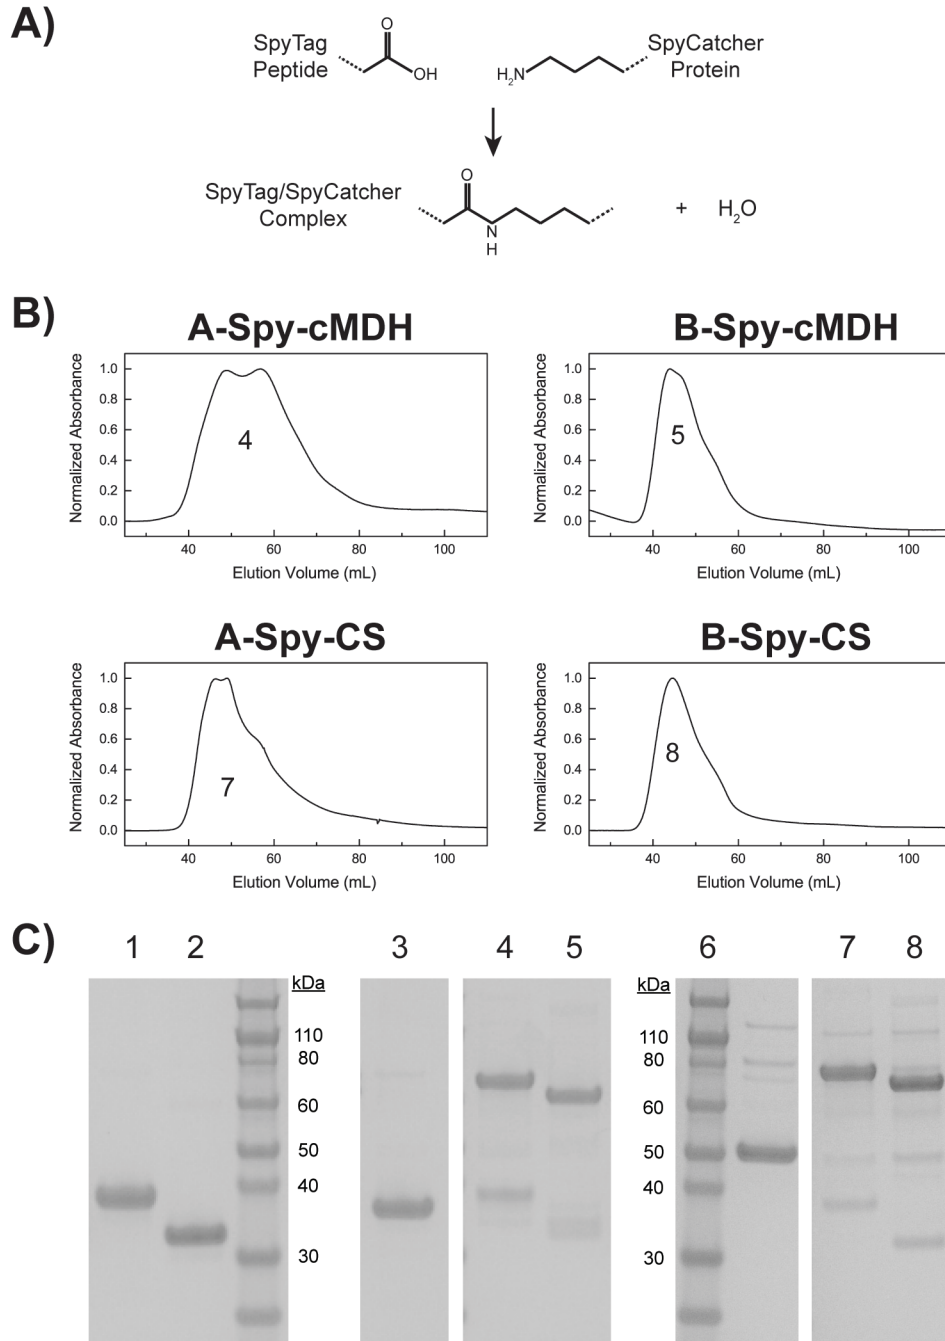 A)
SpyTag
Peptide
O
OH
H2N
SpyCatcher
Protein
SpyTag/SpyCatcher
Complex
O
N
H
+ H2O
B)
A-Spy-cMDH
Normalized Absorbance
1.0
0.8
0.6
0.4
0.2
0.0
4
40 60 80 100
Elution Volume (mL)
B-Spy-cMDH
Normalized Absorbance
1.0
0.8
0.6
0.4
0.2
0.0
5
40 60 80 100
Elution Volume (mL)
A-Spy-CS
Normalized Absorbance
1.0
0.8
0.6
0.4
0.2
0.0
7
40 60 80 100
Elution Volume (mL)
B-Spy-CS
Normalized Absorbance
1.0
0.8
0.6
0.4
0.2
0.0
8
40 60 80 100
Elution Volume (mL)
C)
1 2 3 4 5 6 7 8
kDa
110
80
60
50
40
30
kDa
110
80
60
50
40
30